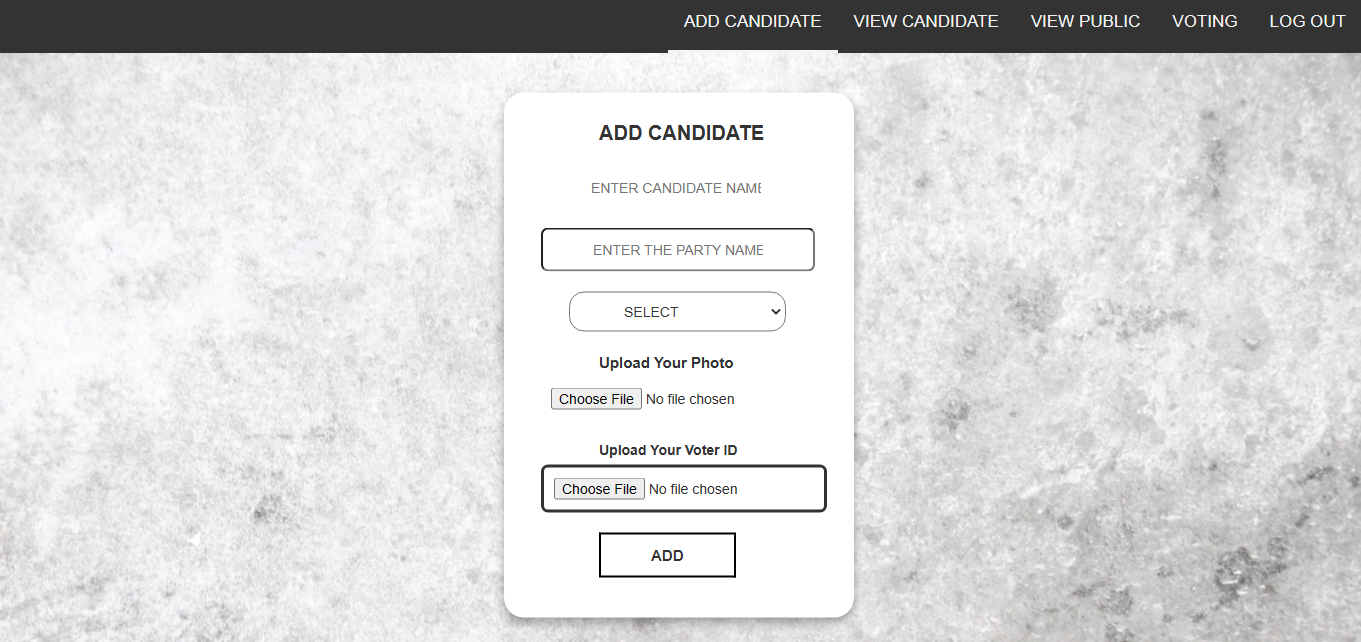 ADD CANDIDATE VIEW CANDIDATE VIEW PUBLIC VOTING LOG OUT
ADD CANDIDATE
ENTER CANDIDATE NAME
ENTER THE PARTY NAME
SELECT
Upload Your Photo
Choose File No file chosen
Upload Your Voter ID
Choose File No file chosen
ADD